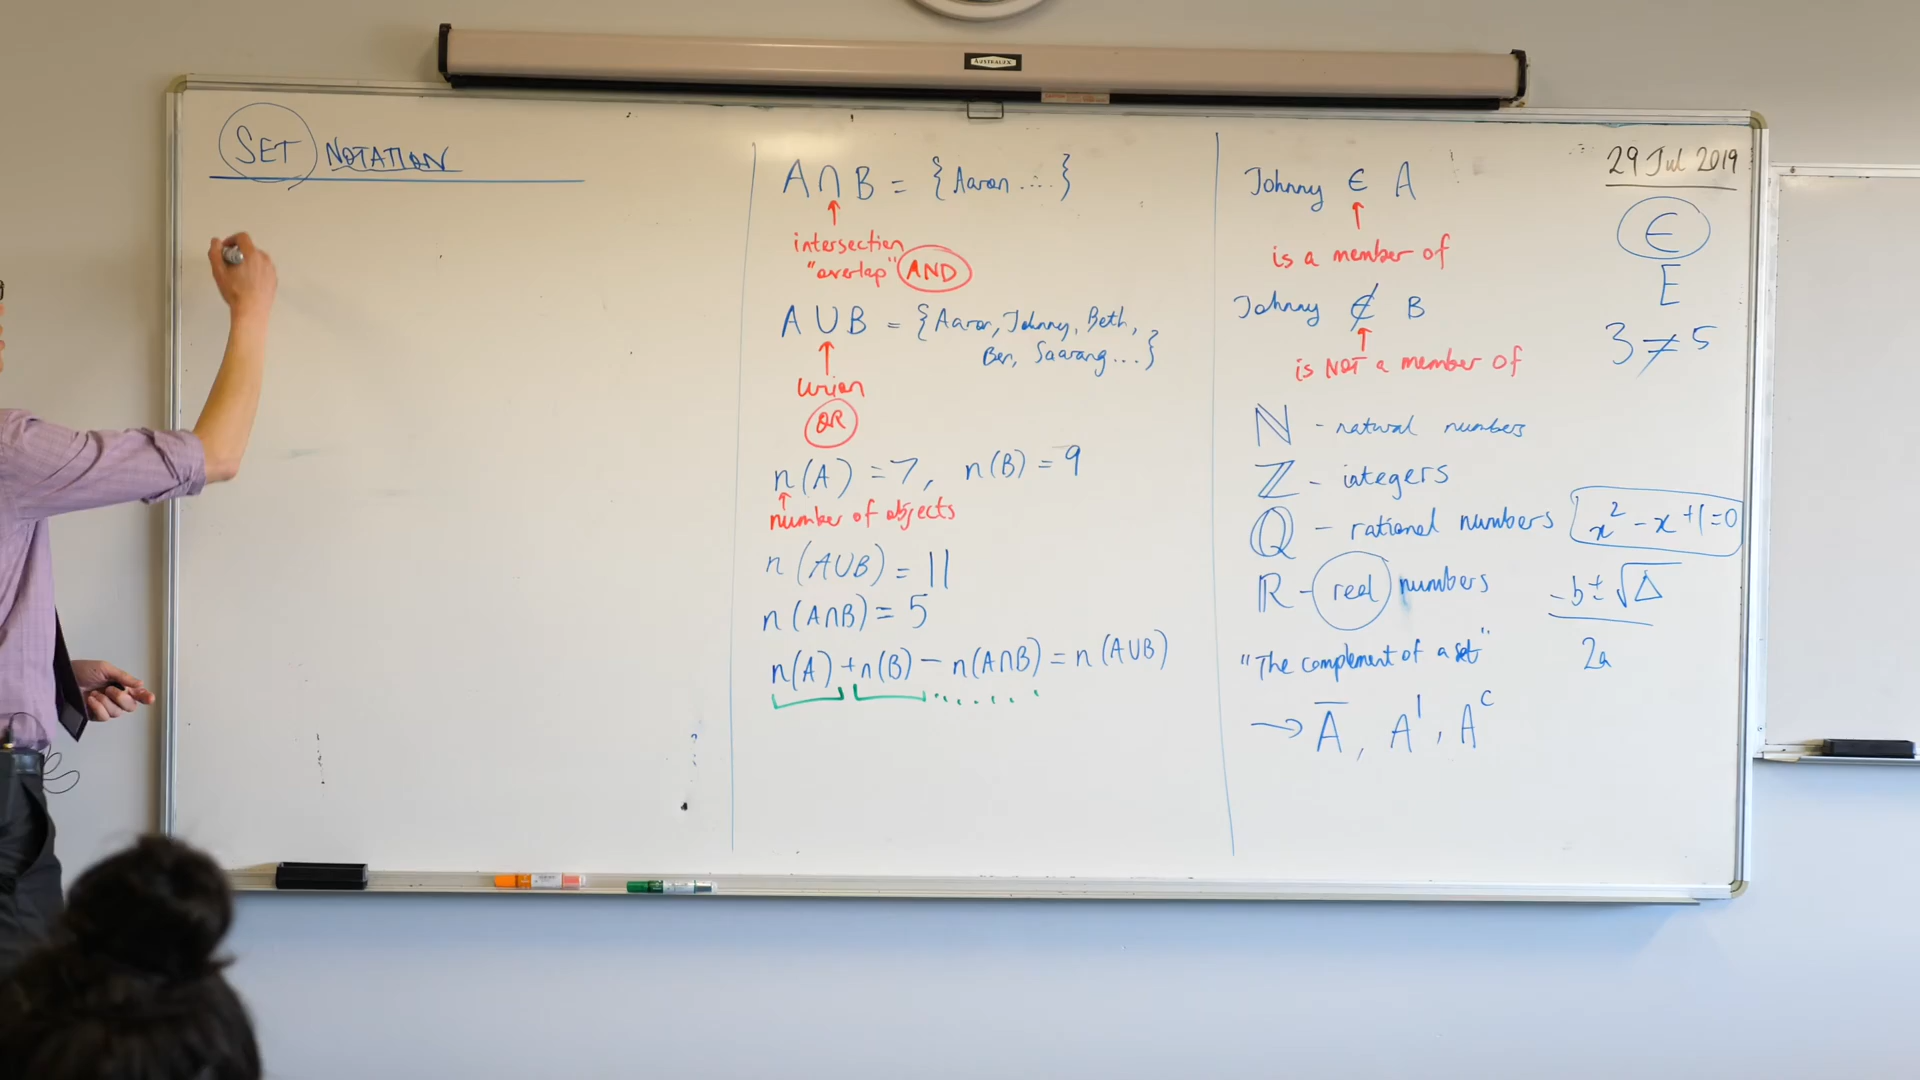 AUSTRALEX
SET NOTATION
A ∩ B = {Aaron ...}
intersection
"overlap" AND
A ∪ B = {Aaron, Johnny, Beth,
Ben, Saarang ...}
union
OR
n(A) = 7, n(B) = 9
number of objects
n(A∪B) = 11
n(A∩B) = 5
n(A) + n(B) − n(A∩B) = n(A∪B)
Johnny ∈ A
is a member of
Johnny ∉ B
is NOT a member of
ℕ - natural numbers
ℤ - integers
ℚ - rational numbers
ℝ - real numbers
"The complement of a set"
→ A̅, A', Aᶜ
29 Jul 2019
∈
E
3 ≠ 5
x² − x + 1 = 0
−b ± √Δ
2a